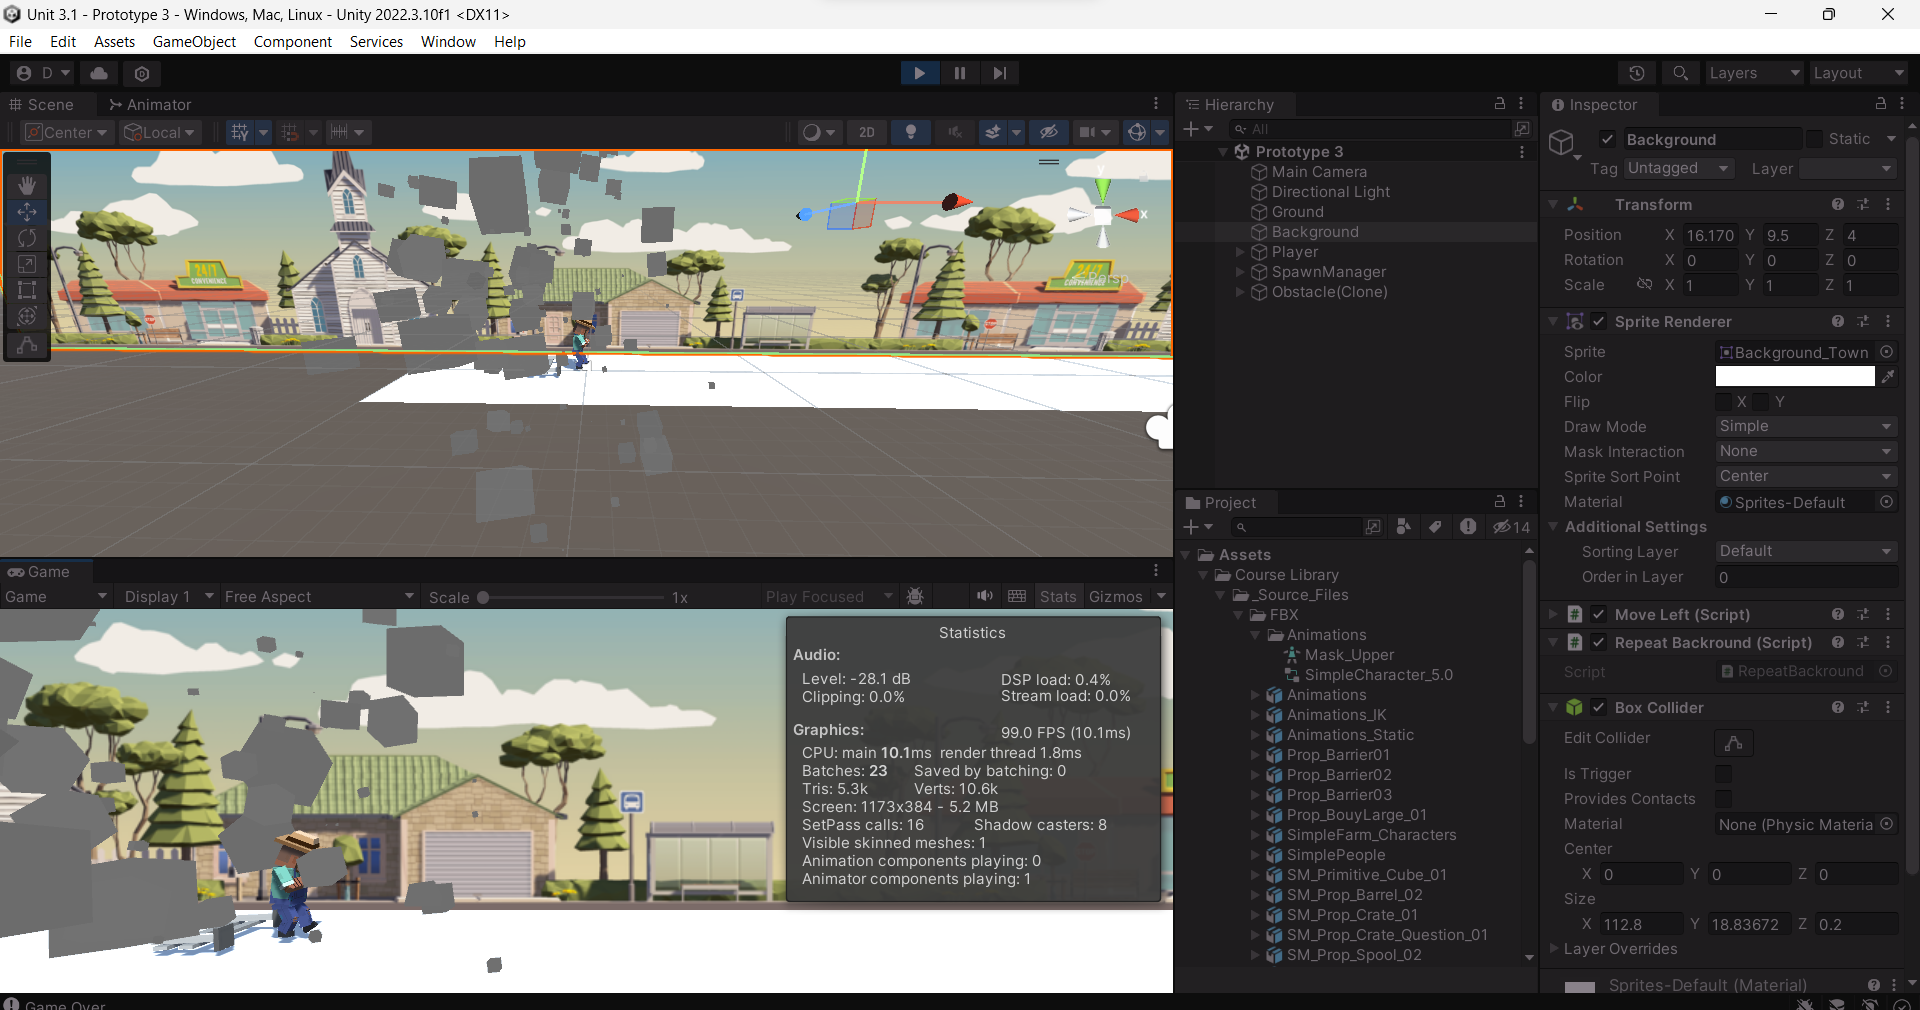 Unit 3.1 - Prototype 3 - Windows, Mac, Linux - Unity 2022.3.10f1 <DX11>
File Edit Assets GameObject Component Services Window Help
D Layers Layout
Scene Animator
Center Local 2D
y
x
Persp
24/7
CONVENIENCE
24/7
CONVENIENCE
Game
Game Display 1 Free Aspect Scale 1x Play Focused Stats Gizmos
Statistics
Audio:
Level: -28.1 dB DSP load: 0.4%
Clipping: 0.0% Stream load: 0.0%
Graphics: 99.0 FPS (10.1ms)
CPU: main 10.1ms render thread 1.8ms
Batches: 23 Saved by batching: 0
Tris: 5.3k Verts: 10.6k
Screen: 1173x384 - 5.2 MB
SetPass calls: 16 Shadow casters: 8
Visible skinned meshes: 1
Animation components playing: 0
Animator components playing: 1
Game Over
Hierarchy
All
Prototype 3
Main Camera
Directional Light
Ground
Background
Player
SpawnManager
Obstacle(Clone)
Project
14
Assets
Course Library
_Source_Files
FBX
Animations
Mask_Upper
SimpleCharacter_5.0
Animations
Animations_IK
Animations_Static
Prop_Barrier01
Prop_Barrier02
Prop_Barrier03
Prop_BouyLarge_01
SimpleFarm_Characters
SimplePeople
SM_Primitive_Cube_01
SM_Prop_Barrel_02
SM_Prop_Crate_01
SM_Prop_Crate_Question_01
SM_Prop_Spool_02
Inspector
Background Static
Tag Untagged Layer
Transform
Position X 16.170 Y 9.5 Z 4
Rotation X 0 Y 0 Z 0
Scale X 1 Y 1 Z 1
Sprite Renderer
Sprite Background_Town
Color
Flip X Y
Draw Mode Simple
Mask Interaction None
Sprite Sort Point Center
Material Sprites-Default
Additional Settings
Sorting Layer Default
Order in Layer 0
Move Left (Script)
Repeat Backround (Script)
Script RepeatBackround
Box Collider
Edit Collider
Is Trigger
Provides Contacts
Material None (Physic Materia
Center
X 0 Y 0 Z 0
Size
X 112.8 Y 18.83672 Z 0.2
Layer Overrides
Sprites-Default (Material)